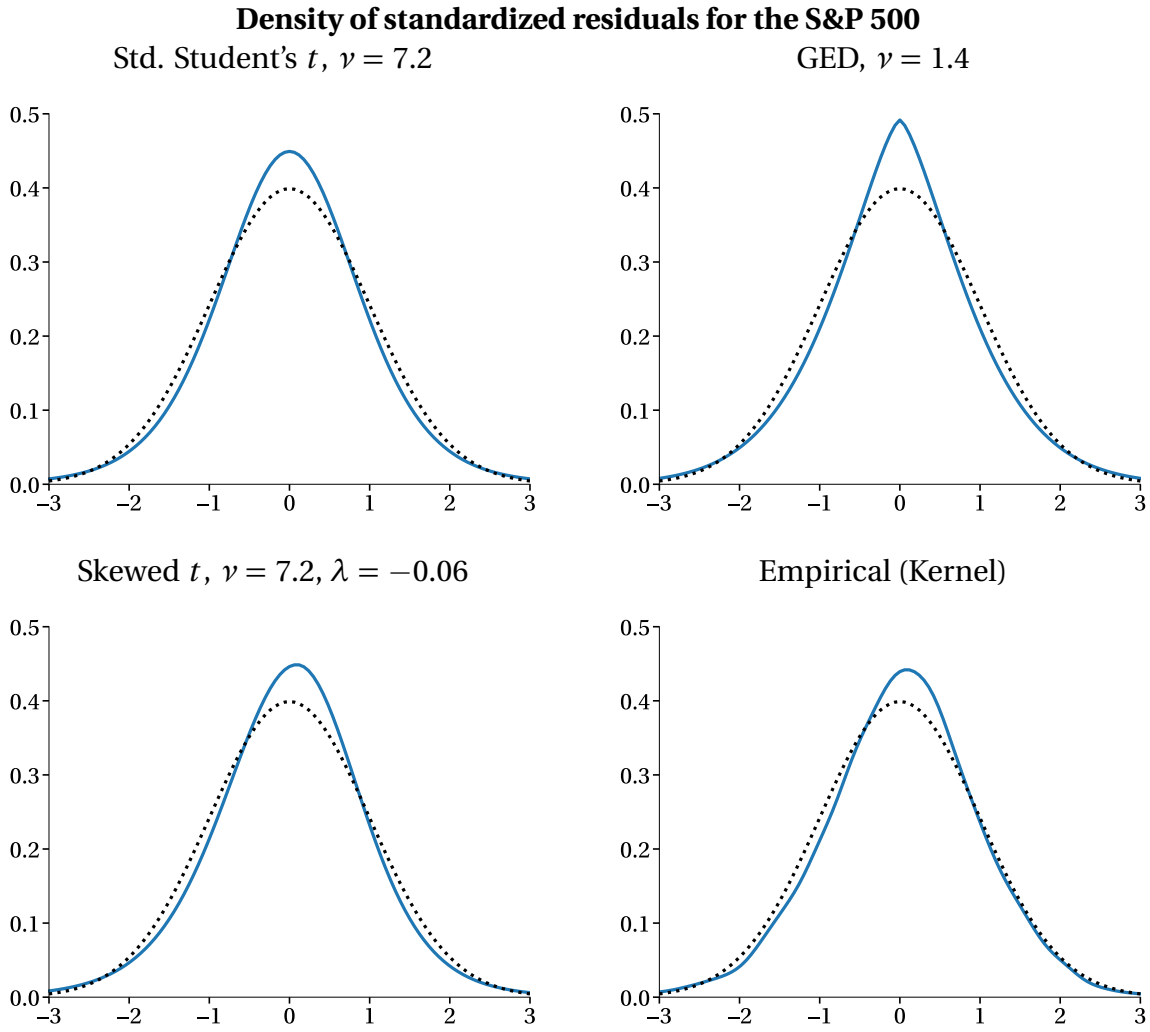 Density of standardized residuals for the S&P 500
Std. Student's t, ν = 7.2
GED, ν = 1.4
0.5
0.4
0.3
0.2
0.1
0.0
−3 −2 −1 0 1 2 3
0.5
0.4
0.3
0.2
0.1
0.0
−3 −2 −1 0 1 2 3
Skewed t, ν = 7.2, λ = −0.06
Empirical (Kernel)
0.5
0.4
0.3
0.2
0.1
0.0
−3 −2 −1 0 1 2 3
0.5
0.4
0.3
0.2
0.1
0.0
−3 −2 −1 0 1 2 3